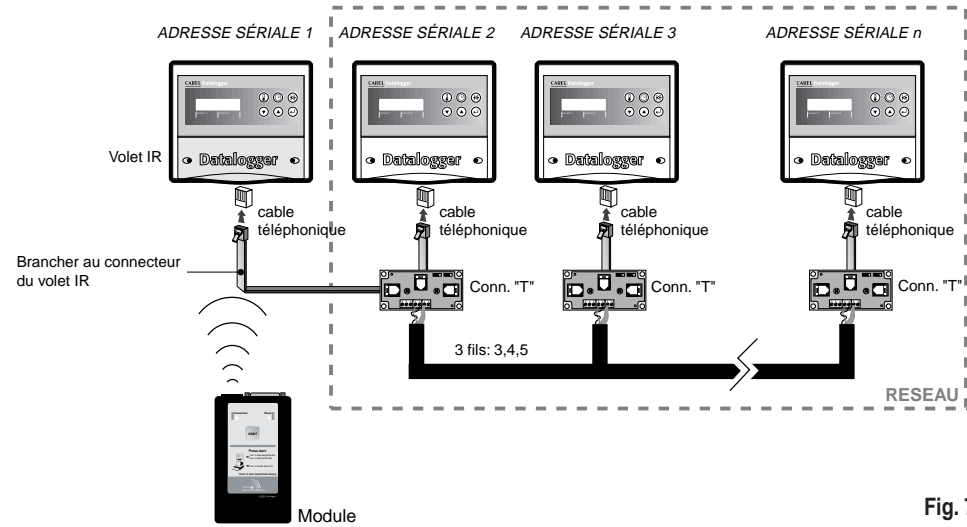 ADRESSE SÉRIALE 1
ADRESSE SÉRIALE 2
ADRESSE SÉRIALE 3
ADRESSE SÉRIALE n
CAREL Datalogger
CAREL Datalogger
CAREL Datalogger
CAREL Datalogger
Volet IR
Datalogger
Datalogger
Datalogger
Datalogger
cable
téléphonique
cable
téléphonique
cable
téléphonique
cable
téléphonique
Brancher au connecteur
du volet IR
Conn. "T"
Conn. "T"
Conn. "T"
3 fils: 3,4,5
RESEAU
Module
Fig. 7